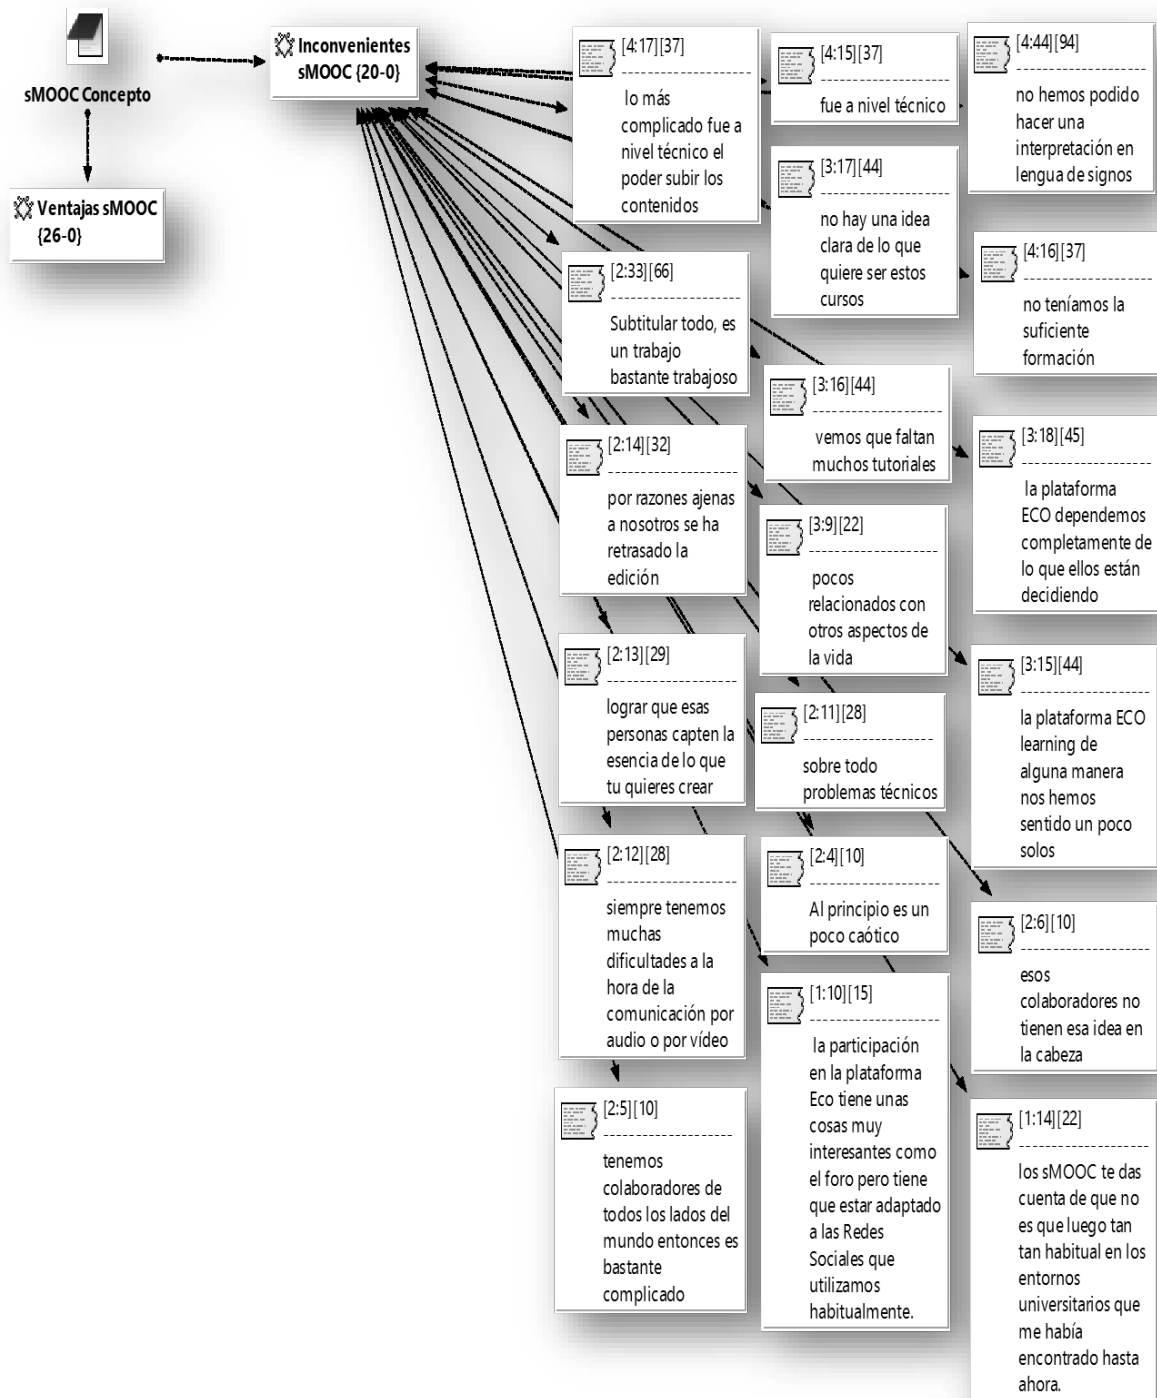 sMOOC Concepto
Inconvenientes
sMOOC {20-0}
Ventajas sMOOC
{26-0}
[4:17][37]
lo más
complicado fue a
nivel técnico el
poder subir los
contenidos
[4:15][37]
fue a nivel técnico
[4:44][94]
no hemos podido
hacer una
interpretación en
lengua de signos
[3:17][44]
no hay una idea
clara de lo que
quiere ser estos
cursos
[4:16][37]
no teníamos la
suficiente
formación
[2:33][66]
Subtitular todo, es
un trabajo
bastante trabajoso
[3:16][44]
vemos que faltan
muchos tutoriales
[3:18][45]
la plataforma
ECO dependemos
completamente de
lo que ellos están
decidiendo
[2:14][32]
por razones ajenas
a nosotros se ha
retrasado la
edición
[3:9][22]
pocos
relacionados con
otros aspectos de
la vida
[3:15][44]
la plataforma ECO
learning de
alguna manera
nos hemos
sentido un poco
solos
[2:13][29]
lograr que esas
personas capten la
esencia de lo que
tu quieres crear
[2:11][28]
sobre todo
problemas técnicos
[2:12][28]
siempre tenemos
muchas
dificultades a la
hora de la
comunicación por
audio o por vídeo
[2:4][10]
Al principio es un
poco caótico
[2:6][10]
esos
colaboradores no
tienen esa idea en
la cabeza
[1:10][15]
la participación
en la plataforma
Eco tiene unas
cosas muy
interesantes como
el foro pero tiene
que estar adaptado
a las Redes
Sociales que
utilizamos
habitualmente.
[2:5][10]
tenemos
colaboradores de
todos los lados del
mundo entonces es
bastante
complicado
[1:14][22]
los sMOOC te das
cuenta de que no
es que luego tan
tan habitual en los
entornos
universitarios que
me había
encontrado hasta
ahora.